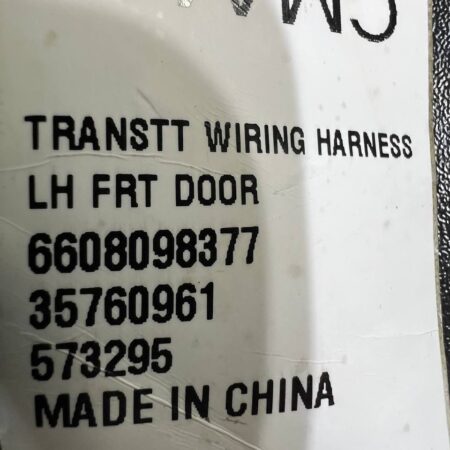 TRANSTT WIRING HARNESS
LH FRT DOOR
6608098377
35760961
573295
MADE IN CHINA